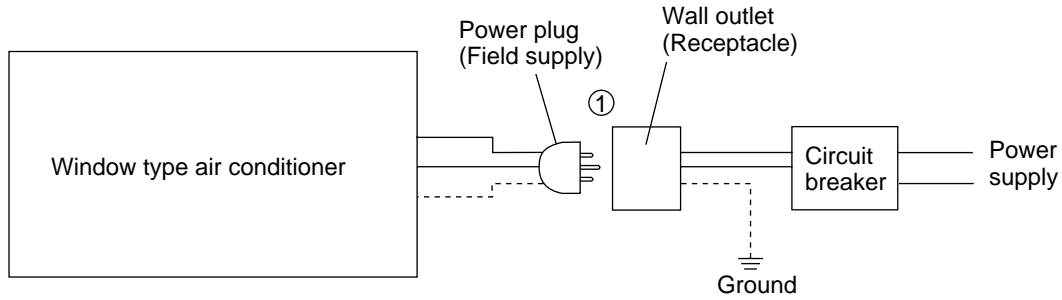 Wall outlet
(Receptacle)
Power plug
(Field supply)
①
Window type air conditioner
Circuit
breaker
Power
supply
Ground